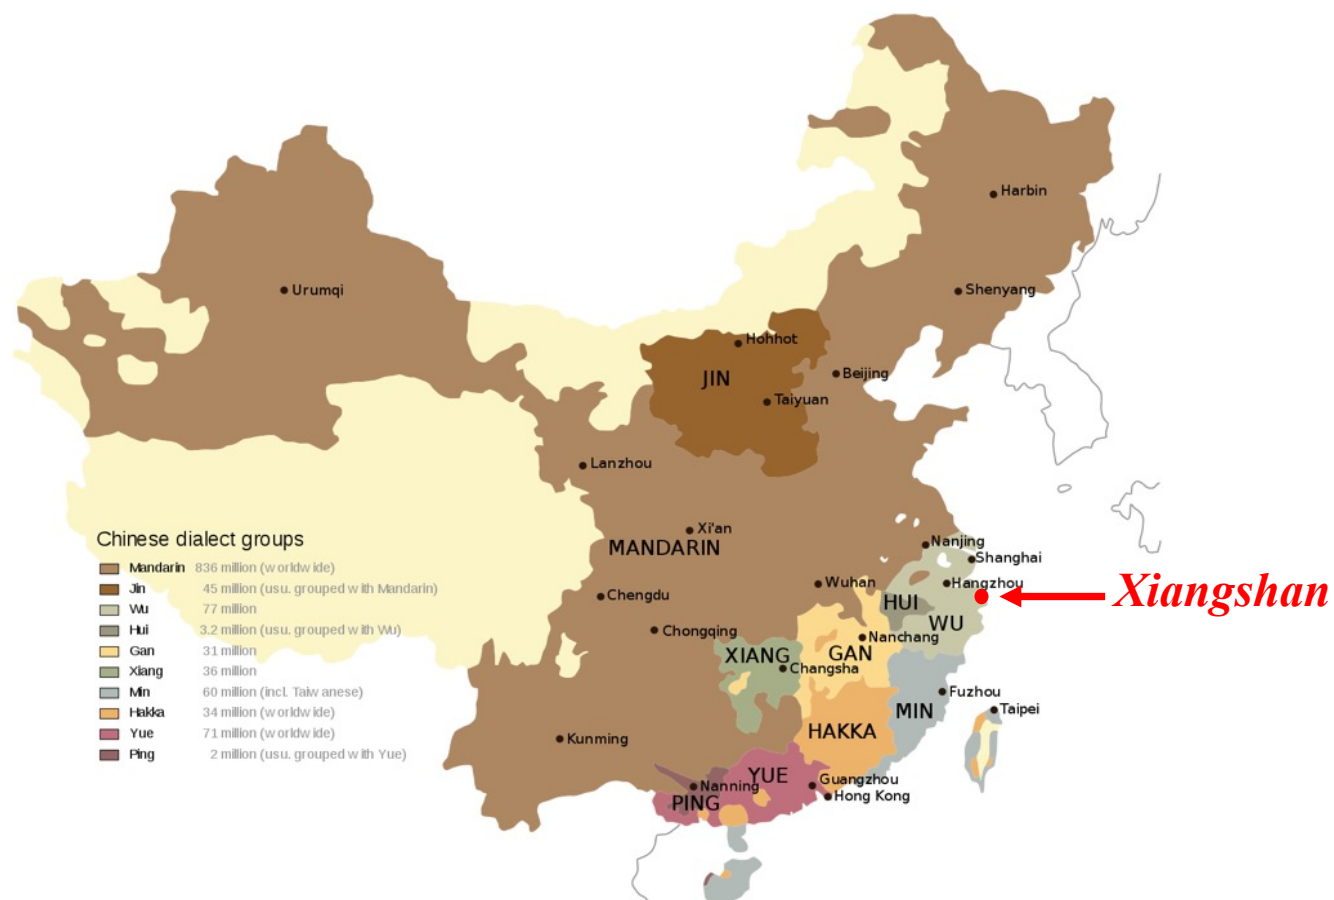 Harbin
Urumqi
Shenyang
Hohhot
JIN
Beijing
Taiyuan
Lanzhou
Xi'an
MANDARIN
Nanjing
Shanghai
Wuhan
Hangzhou
Xiangshan
Chengdu
HUI
WU
Chongqing
Nanchang
XIANG
GAN
Changsha
Fuzhou
MIN
Taipei
HAKKA
Kunming
YUE
Guangzhou
Nanning
Hong Kong
PING
Chinese dialect groups
Mandarin 836 million (worldwide)
Jin 45 million (usu. grouped with Mandarin)
Wu 77 million
Hui 3.2 million (usu. grouped with Wu)
Gan 31 million
Xiang 36 million
Min 60 million (incl. Taiwanese)
Hakka 34 million (worldwide)
Yue 71 million (worldwide)
Ping 2 million (usu. grouped with Yue)